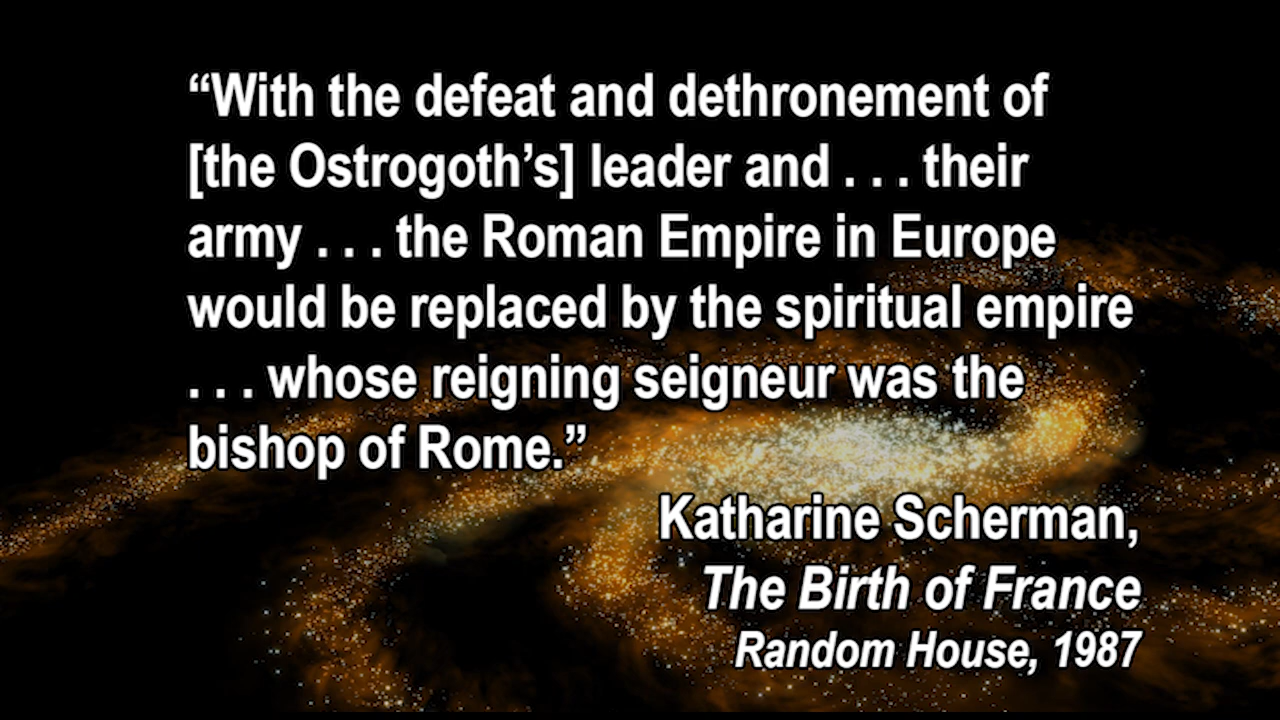 “With the defeat and dethronement of
[the Ostrogoth’s] leader and . . . their
army . . . the Roman Empire in Europe
would be replaced by the spiritual empire
. . . whose reigning seigneur was the
bishop of Rome.”
Katharine Scherman,
The Birth of France
Random House, 1987